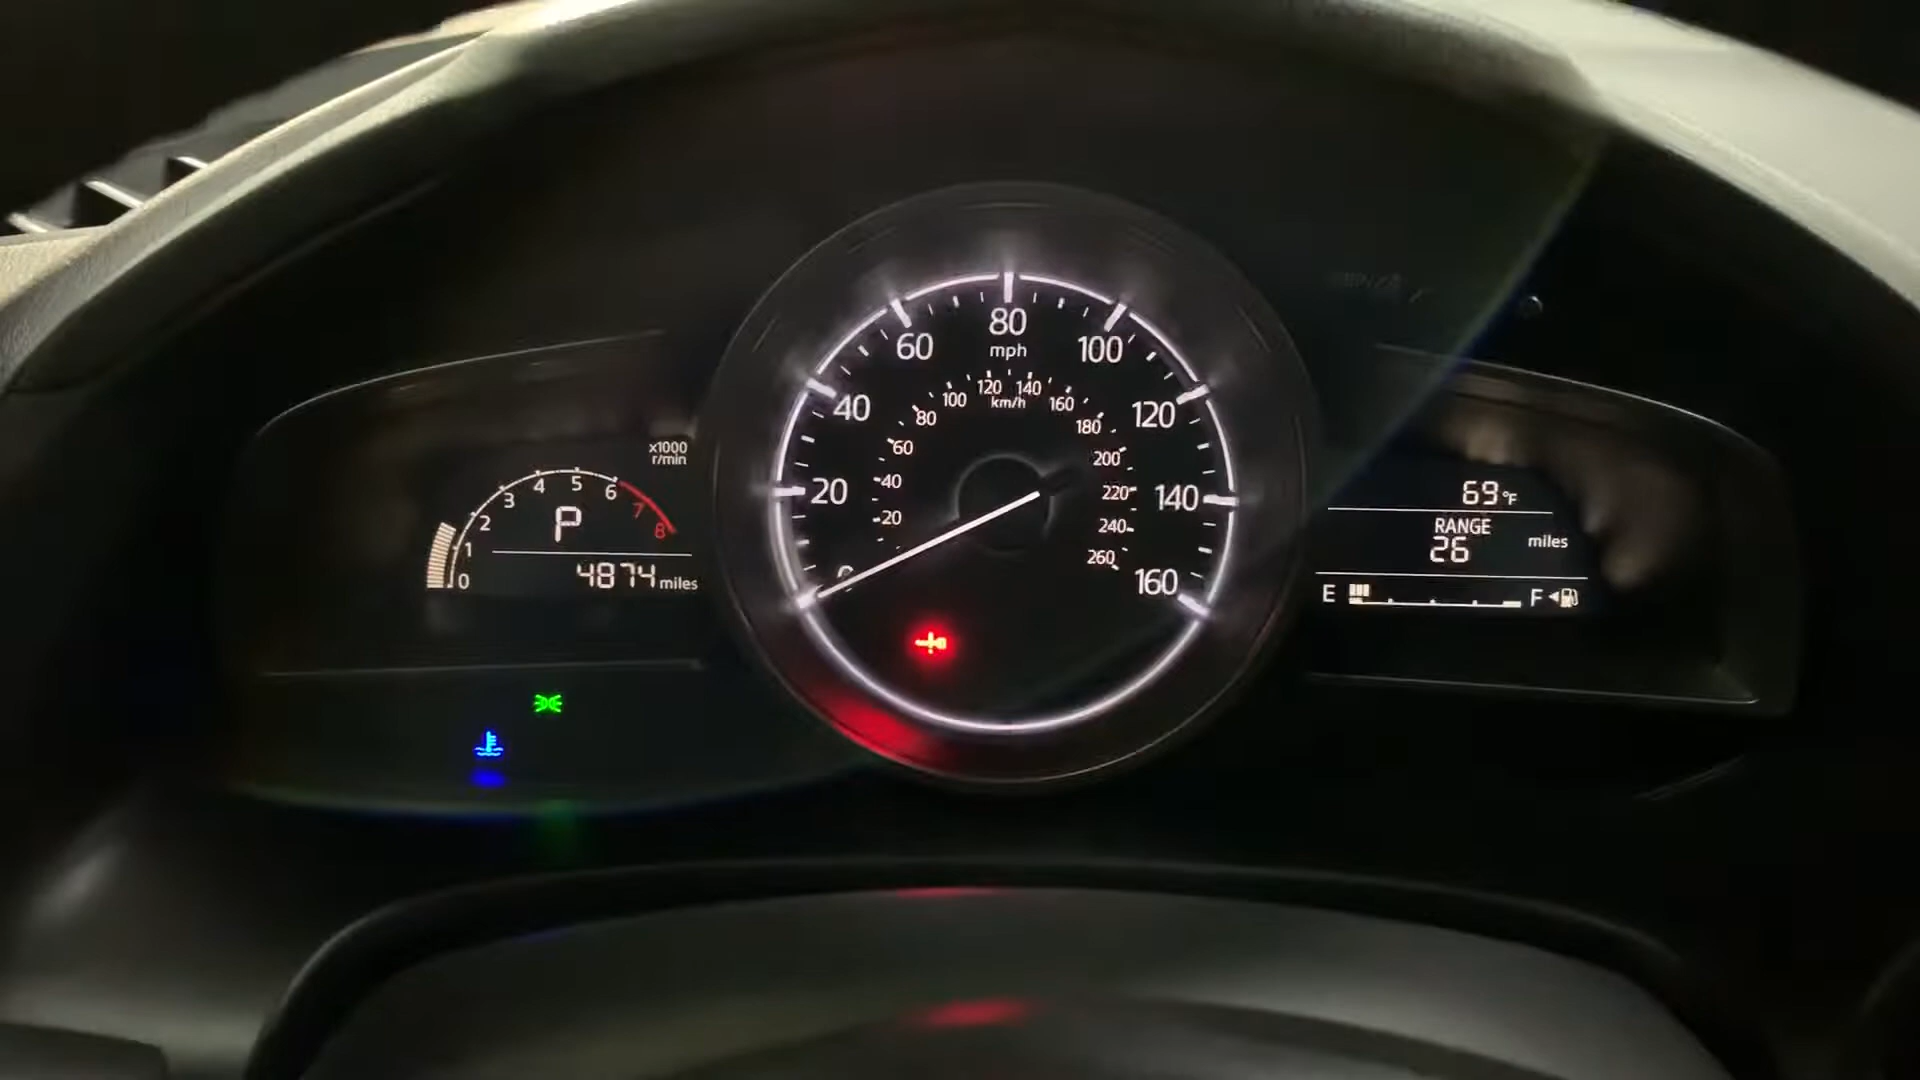 x1000
r/min
0 1 2 3 4 5 6 7 8
P
4874 miles
0 20 40 60 80 100 120 140 160
mph
20 40 60 80 100 120 140 160 180 200 220 240 260
km/h
69 °F
RANGE
26 miles
E F